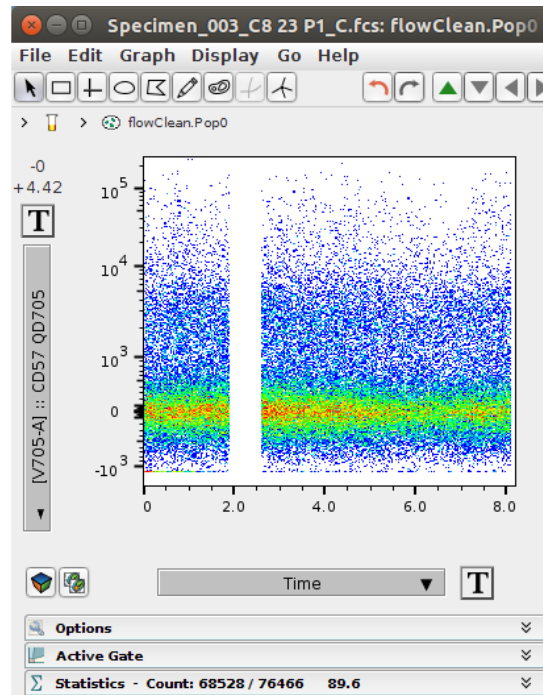 Specimen_003_C8 23 P1_C.fcs: flowClean.Pop0
File Edit Graph Display Go Help
flowClean.Pop0
-0
+4.42
T
10^5
10^4
10^3
0
-10^3
[V705-A] :: CD57 QD705
0 2.0 4.0 6.0 8.0
Time
T
Options
Active Gate
Statistics - Count: 68528 / 76466 89.6